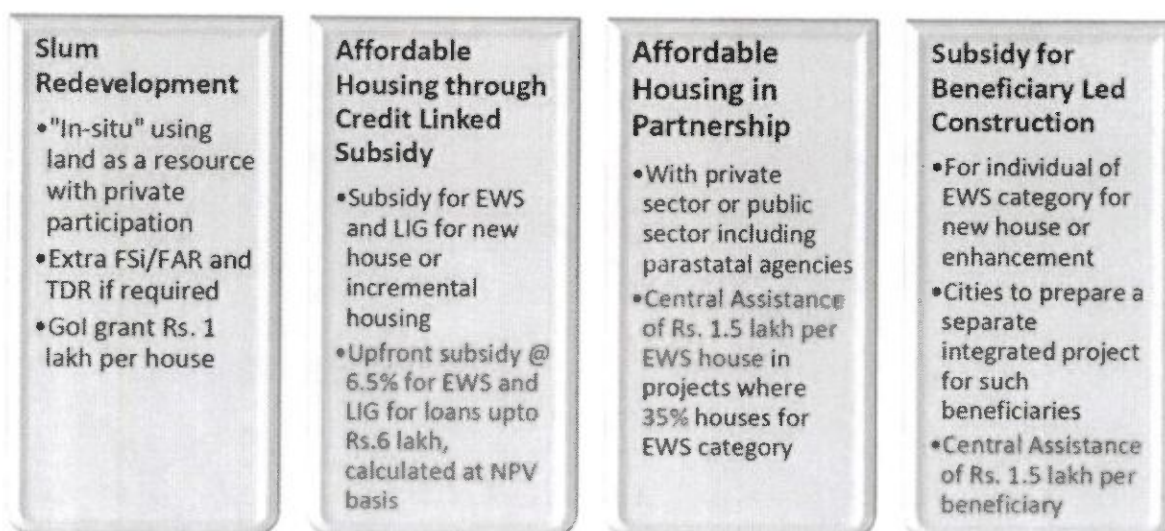 Slum
Redevelopment
•"In-situ" using
land as a resource
with private
participation
•Extra FSi/FAR and
TDR if required
•GoI grant Rs. 1
lakh per house
Affordable
Housing through
Credit Linked
Subsidy
•Subsidy for EWS
and LIG for new
house or
incremental
housing
•Upfront subsidy @
6.5% for EWS and
LIG for loans upto
Rs.6 lakh,
calculated at NPV
basis
Affordable
Housing in
Partnership
•With private
sector or public
sector including
parastatal agencies
•Central Assistance
of Rs. 1.5 lakh per
EWS house in
projects where
35% houses for
EWS category
Subsidy for
Beneficiary Led
Construction
•For individual of
EWS category for
new house or
enhancement
•Cities to prepare a
separate
integrated project
for such
beneficiaries
•Central Assistance
of Rs. 1.5 lakh per
beneficiary